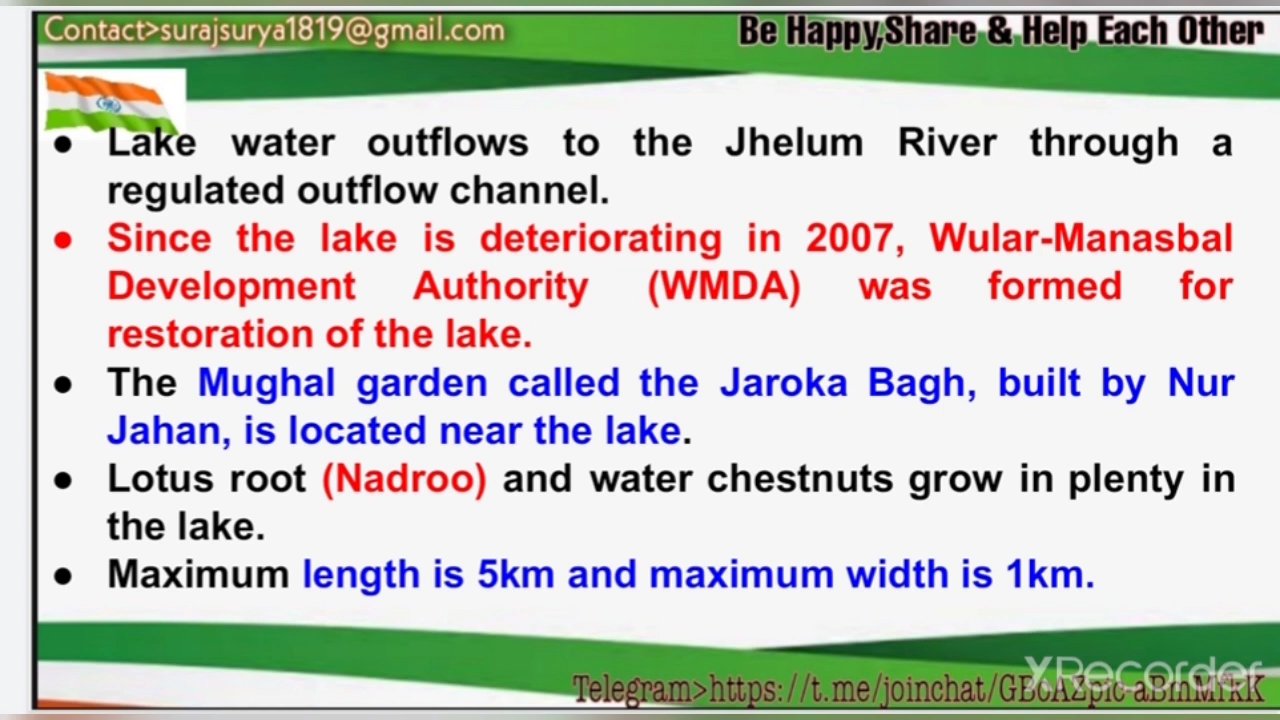 Contact>surajsurya1819@gmail.com
Be Happy,Share & Help Each Other
● Lake water outflows to the Jhelum River through a
regulated outflow channel.
● Since the lake is deteriorating in 2007, Wular-Manasbal
Development Authority (WMDA) was formed for
restoration of the lake.
● The Mughal garden called the Jaroka Bagh, built by Nur
Jahan, is located near the lake.
● Lotus root (Nadroo) and water chestnuts grow in plenty in
the lake.
● Maximum length is 5km and maximum width is 1km.
XRecorder
Telegram>https://t.me/joinchat/